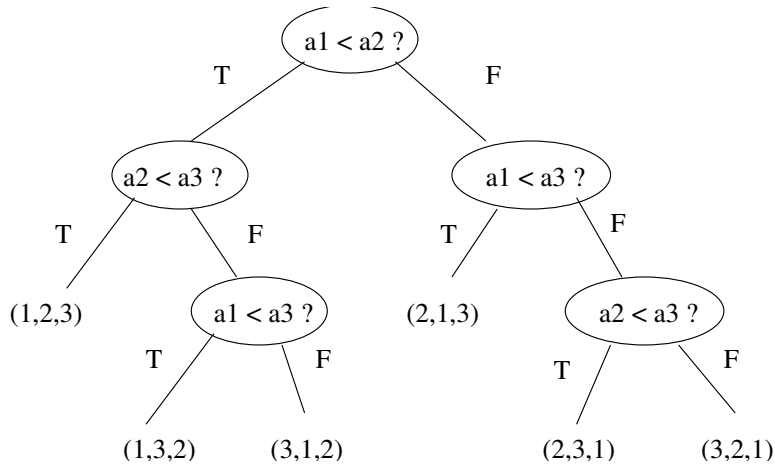 a1 < a2 ?
T
F
a2 < a3 ?
a1 < a3 ?
T
F
T
F
(1,2,3)
a1 < a3 ?
(2,1,3)
a2 < a3 ?
T
F
T
F
(1,3,2)
(3,1,2)
(2,3,1)
(3,2,1)